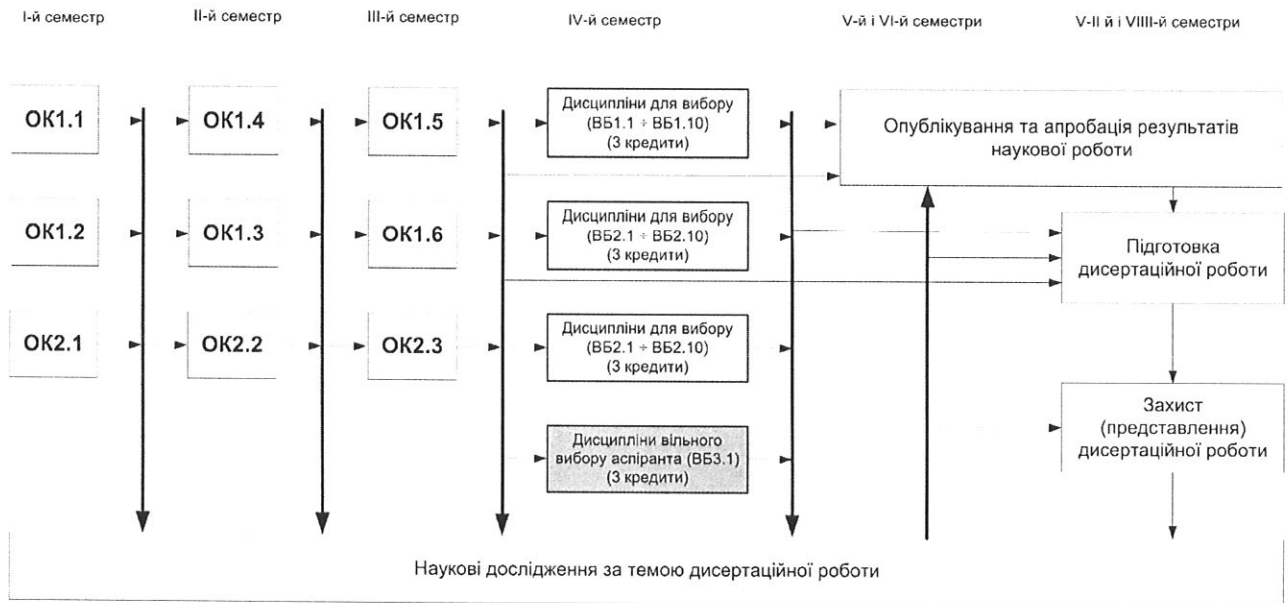 I-й семестр
II-й семестр
III-й семестр
IV-й семестр
V-й і VI-й семестри
V-II й і VIIII-й семестри
ОК1.1
ОК1.4
ОК1.5
Дисципліни для вибору
(ВБ1.1 ÷ ВБ1.10)
(3 кредити)
Опублікування та апробація результатів
наукової роботи
ОК1.2
ОК1.3
ОК1.6
Дисципліни для вибору
(ВБ2.1 ÷ ВБ2.10)
(3 кредити)
Підготовка
дисертаційної роботи
ОК2.1
ОК2.2
ОК2.3
Дисципліни для вибору
(ВБ2.1 ÷ ВБ2.10)
(3 кредити)
Дисципліни вільного
вибору аспіранта (ВБ3.1)
(3 кредити)
Захист
(представлення)
дисертаційної роботи
Наукові дослідження за темою дисертаційної роботи